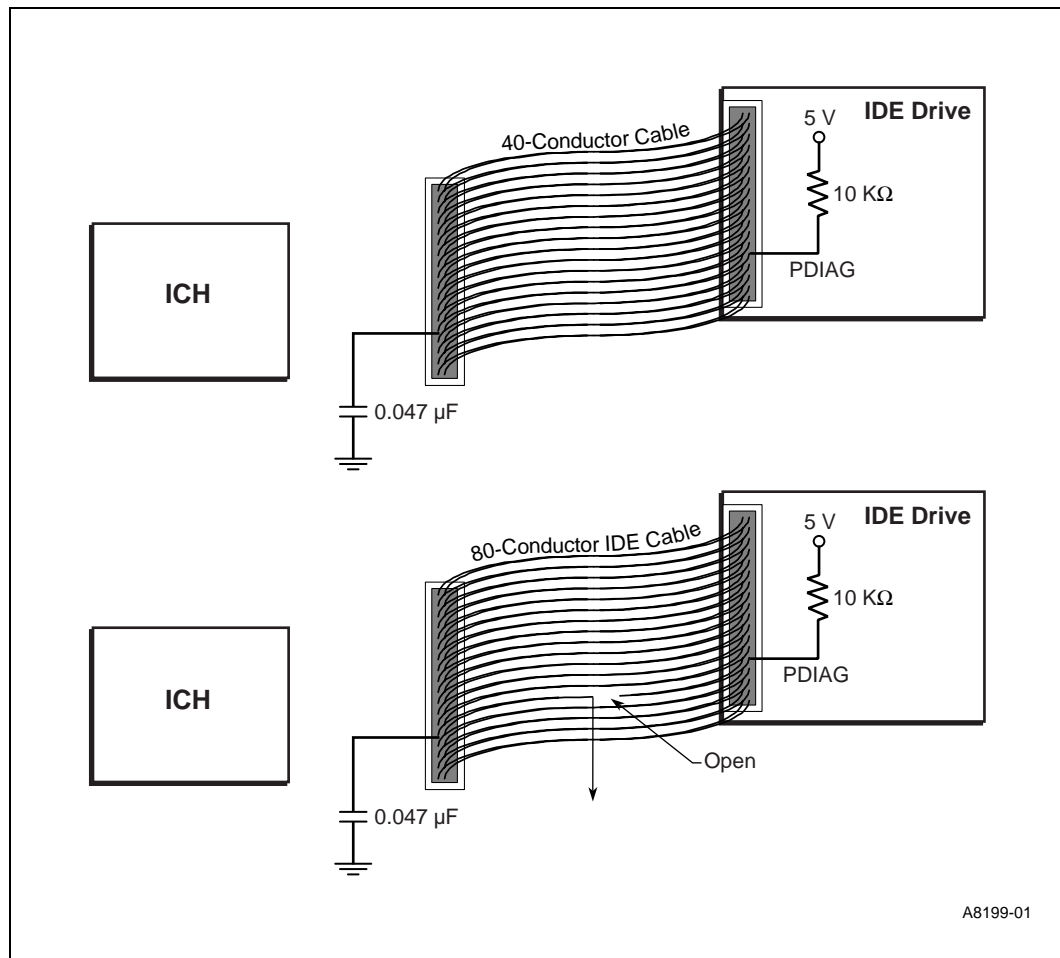 40-Conductor Cable
IDE Drive
5 V
10 KΩ
PDIAG
ICH
0.047 µF
80-Conductor IDE Cable
IDE Drive
5 V
10 KΩ
PDIAG
ICH
Open
0.047 µF
A8199-01